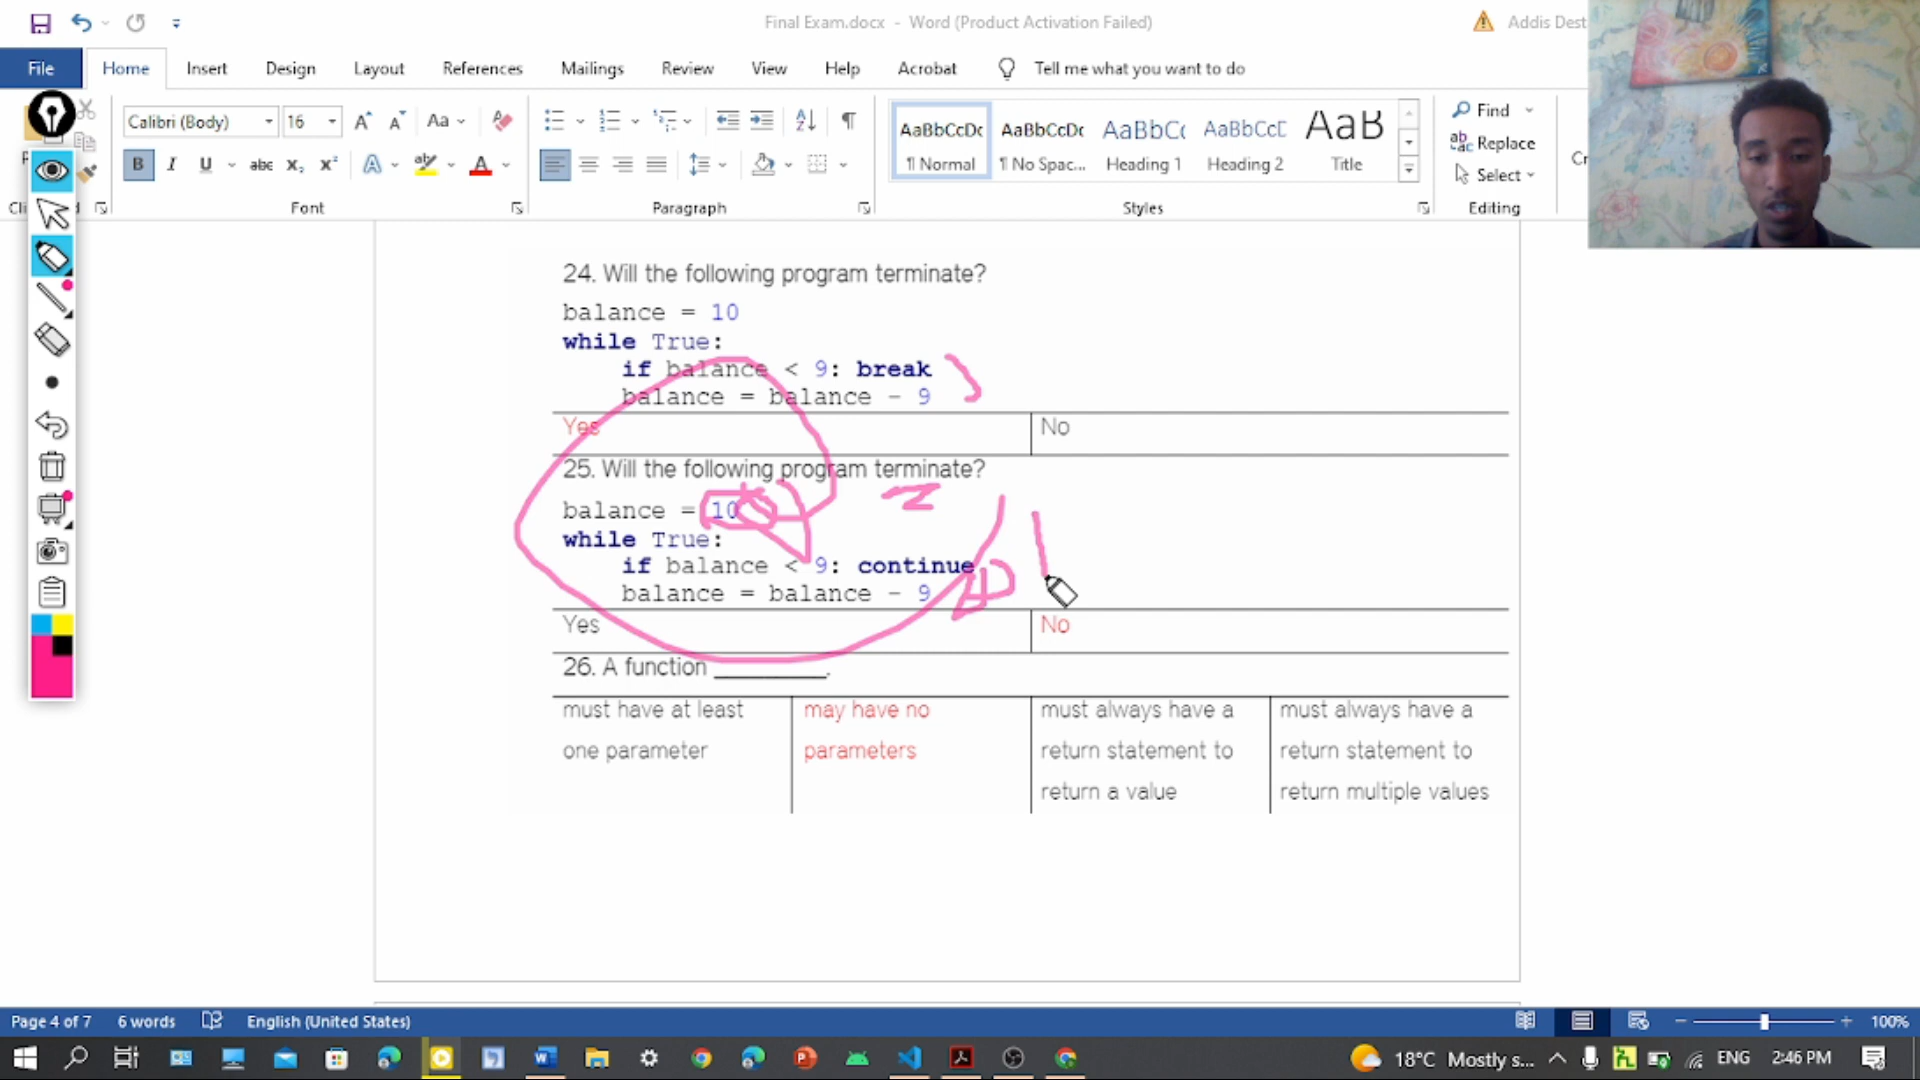 Final Exam.docx - Word (Product Activation Failed)
Addis Dest
File Home Insert Design Layout References Mailings Review View Help Acrobat Tell me what you want to do
Calibri (Body) 16 Aa
B I U abc x₂ x² A A
AaBbCcDc AaBbCcDc AaBbC( AaBbCcD AaB
¶ Normal ¶ No Spac... Heading 1 Heading 2 Title
Find
Replace
Select
Font Paragraph Styles Editing
24. Will the following program terminate?
balance = 10
while True:
if balance < 9: break
balance = balance - 9
Yes No
25. Will the following program terminate?
balance = 10
while True:
if balance < 9: continue
balance = balance - 9
Yes No
26. A function __________.
must have at least one parameter
may have no parameters
must always have a return statement to return a value
must always have a return statement to return multiple values
Page 4 of 7 6 words English (United States) 100%
18°C Mostly s... ENG 2:46 PM